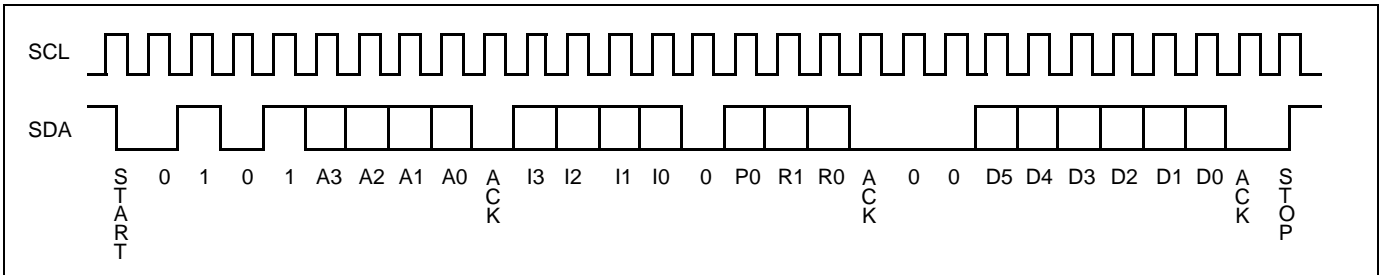 SCL
SDA
START 0 1 0 1 A3 A2 A1 A0 ACK I3 I2 I1 I0 0 P0 R1 R0 ACK 0 0 D5 D4 D3 D2 D1 D0 ACK STOP